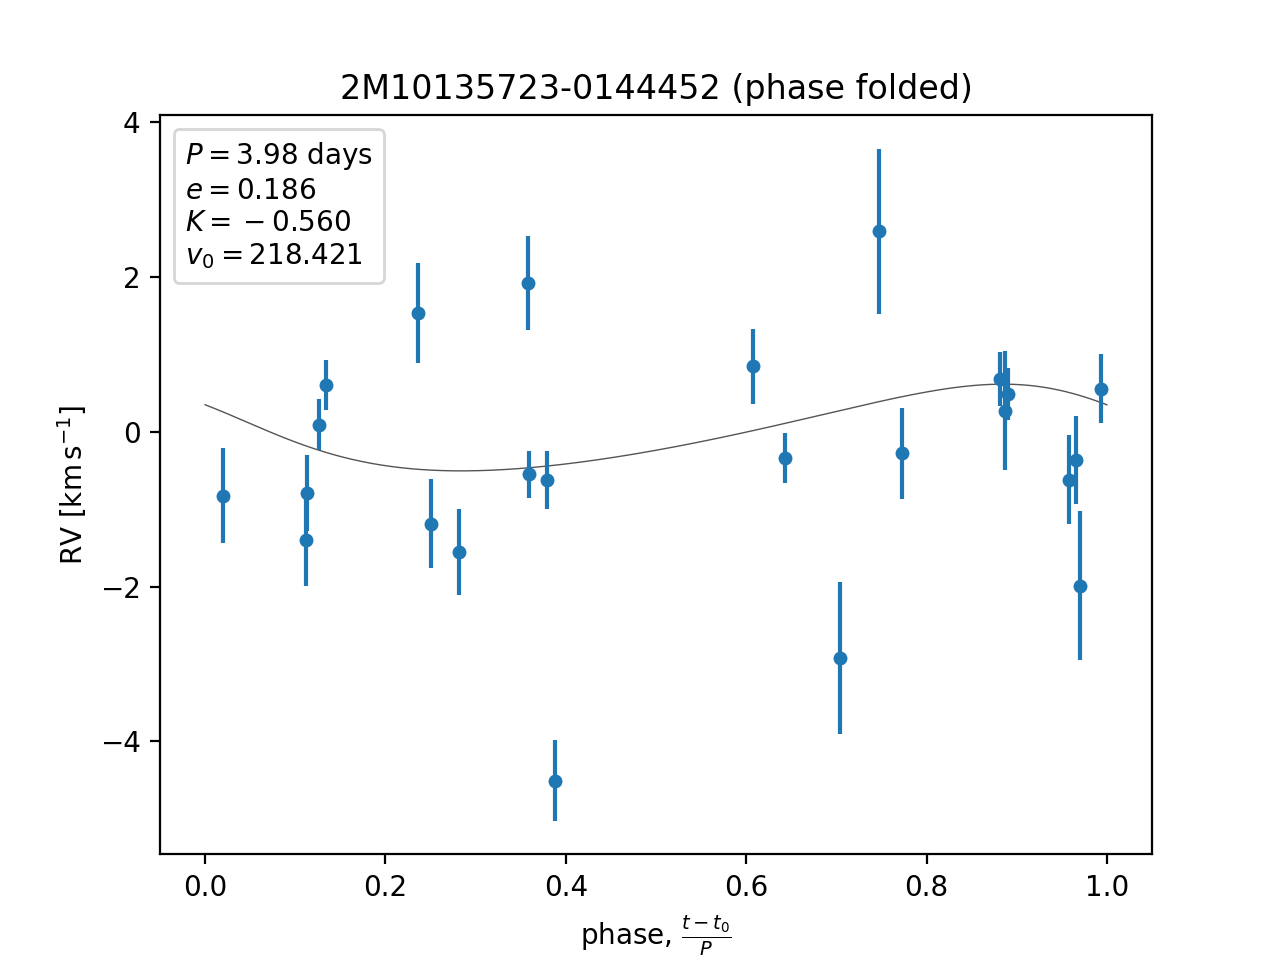 2M10135723-0144452 (phase folded)
P = 3.98 days
e = 0.186
K = −0.560
v₀ = 218.421
4
2
0
−2
−4
RV [km s⁻¹]
0.0 0.2 0.4 0.6 0.8 1.0
phase, (t − t₀)/P